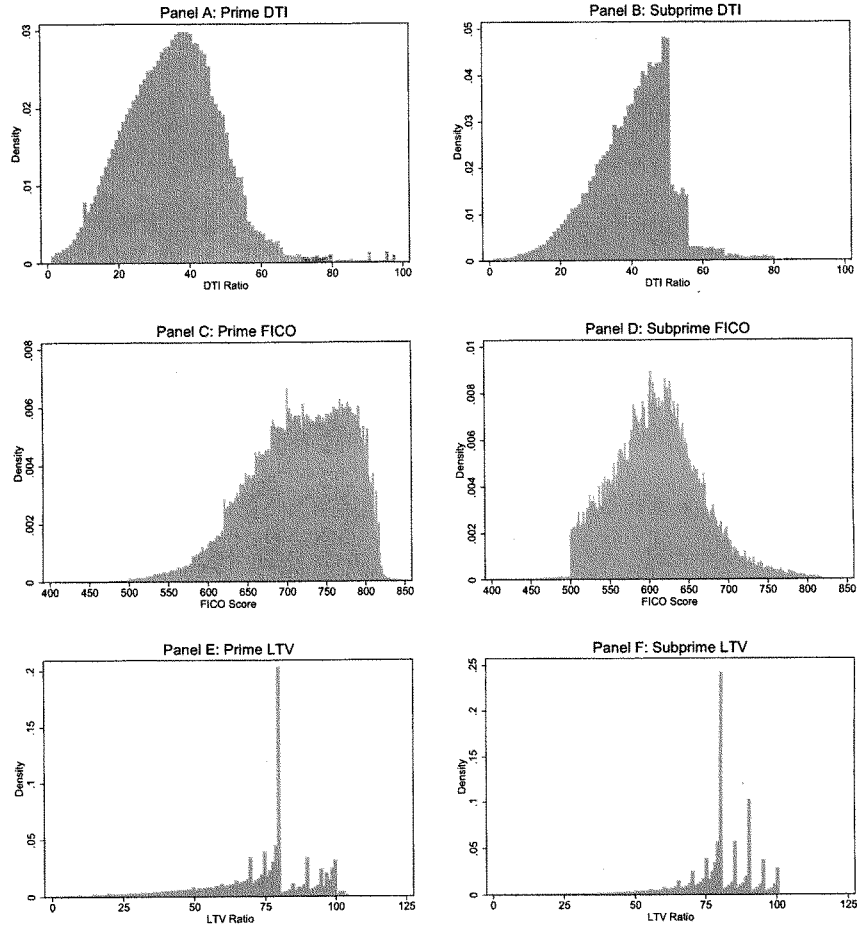 Panel A: Prime DTI
.03
.02
.01
0
Density
0 20 40 60 80 100
DTI Ratio
Panel B: Subprime DTI
.05
.04
.03
.02
.01
0
Density
0 20 40 60 80 100
DTI Ratio
Panel C: Prime FICO
.008
.006
.004
.002
0
Density
400 450 500 550 600 650 700 750 800 850
FICO Score
Panel D: Subprime FICO
.01
.008
.006
.004
.002
0
Density
400 450 500 550 600 650 700 750 800 850
FICO Score
Panel E: Prime LTV
.2
.15
.1
.05
0
Density
0 25 50 75 100 125
LTV Ratio
Panel F: Subprime LTV
.25
.2
.15
.1
.05
0
Density
0 25 50 75 100 125
LTV Ratio